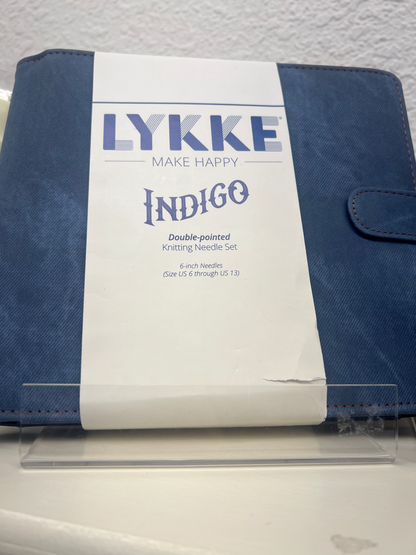 LYKKE®
MAKE HAPPY
INDIGO
Double-pointed
Knitting Needle Set
6-inch Needles
(Size US 6 through US 13)